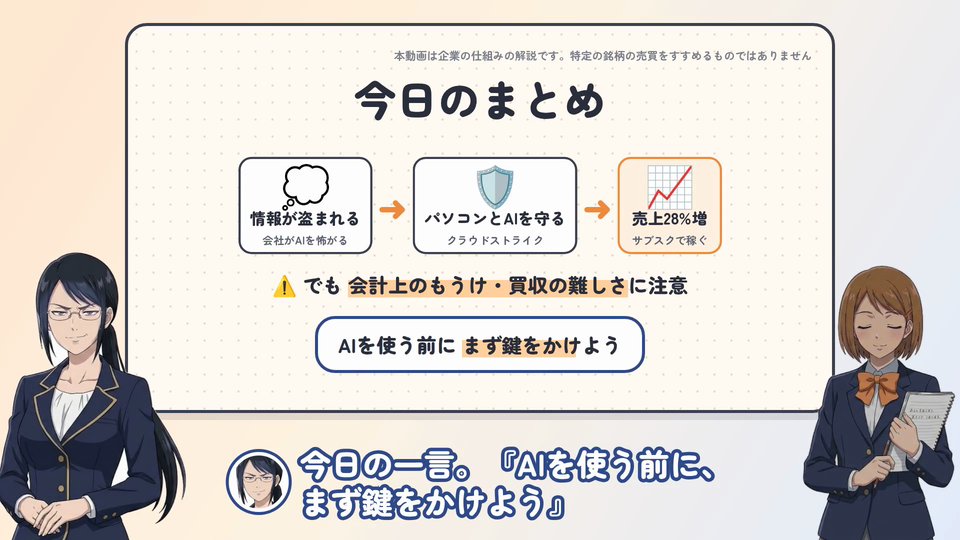 本動画は企業の仕組みの解説です。特定の銘柄の売買をすすめるものではありません
今日のまとめ
情報が盗まれる
会社がAIを怖がる
パソコンとAIを守る
クラウドストライク
売上28%増
サブスクで稼ぐ
でも 会計上のもうけ・買収の難しさに注意
AIを使う前に まず鍵をかけよう
今日の一言。『AIを使う前に、
まず鍵をかけよう』